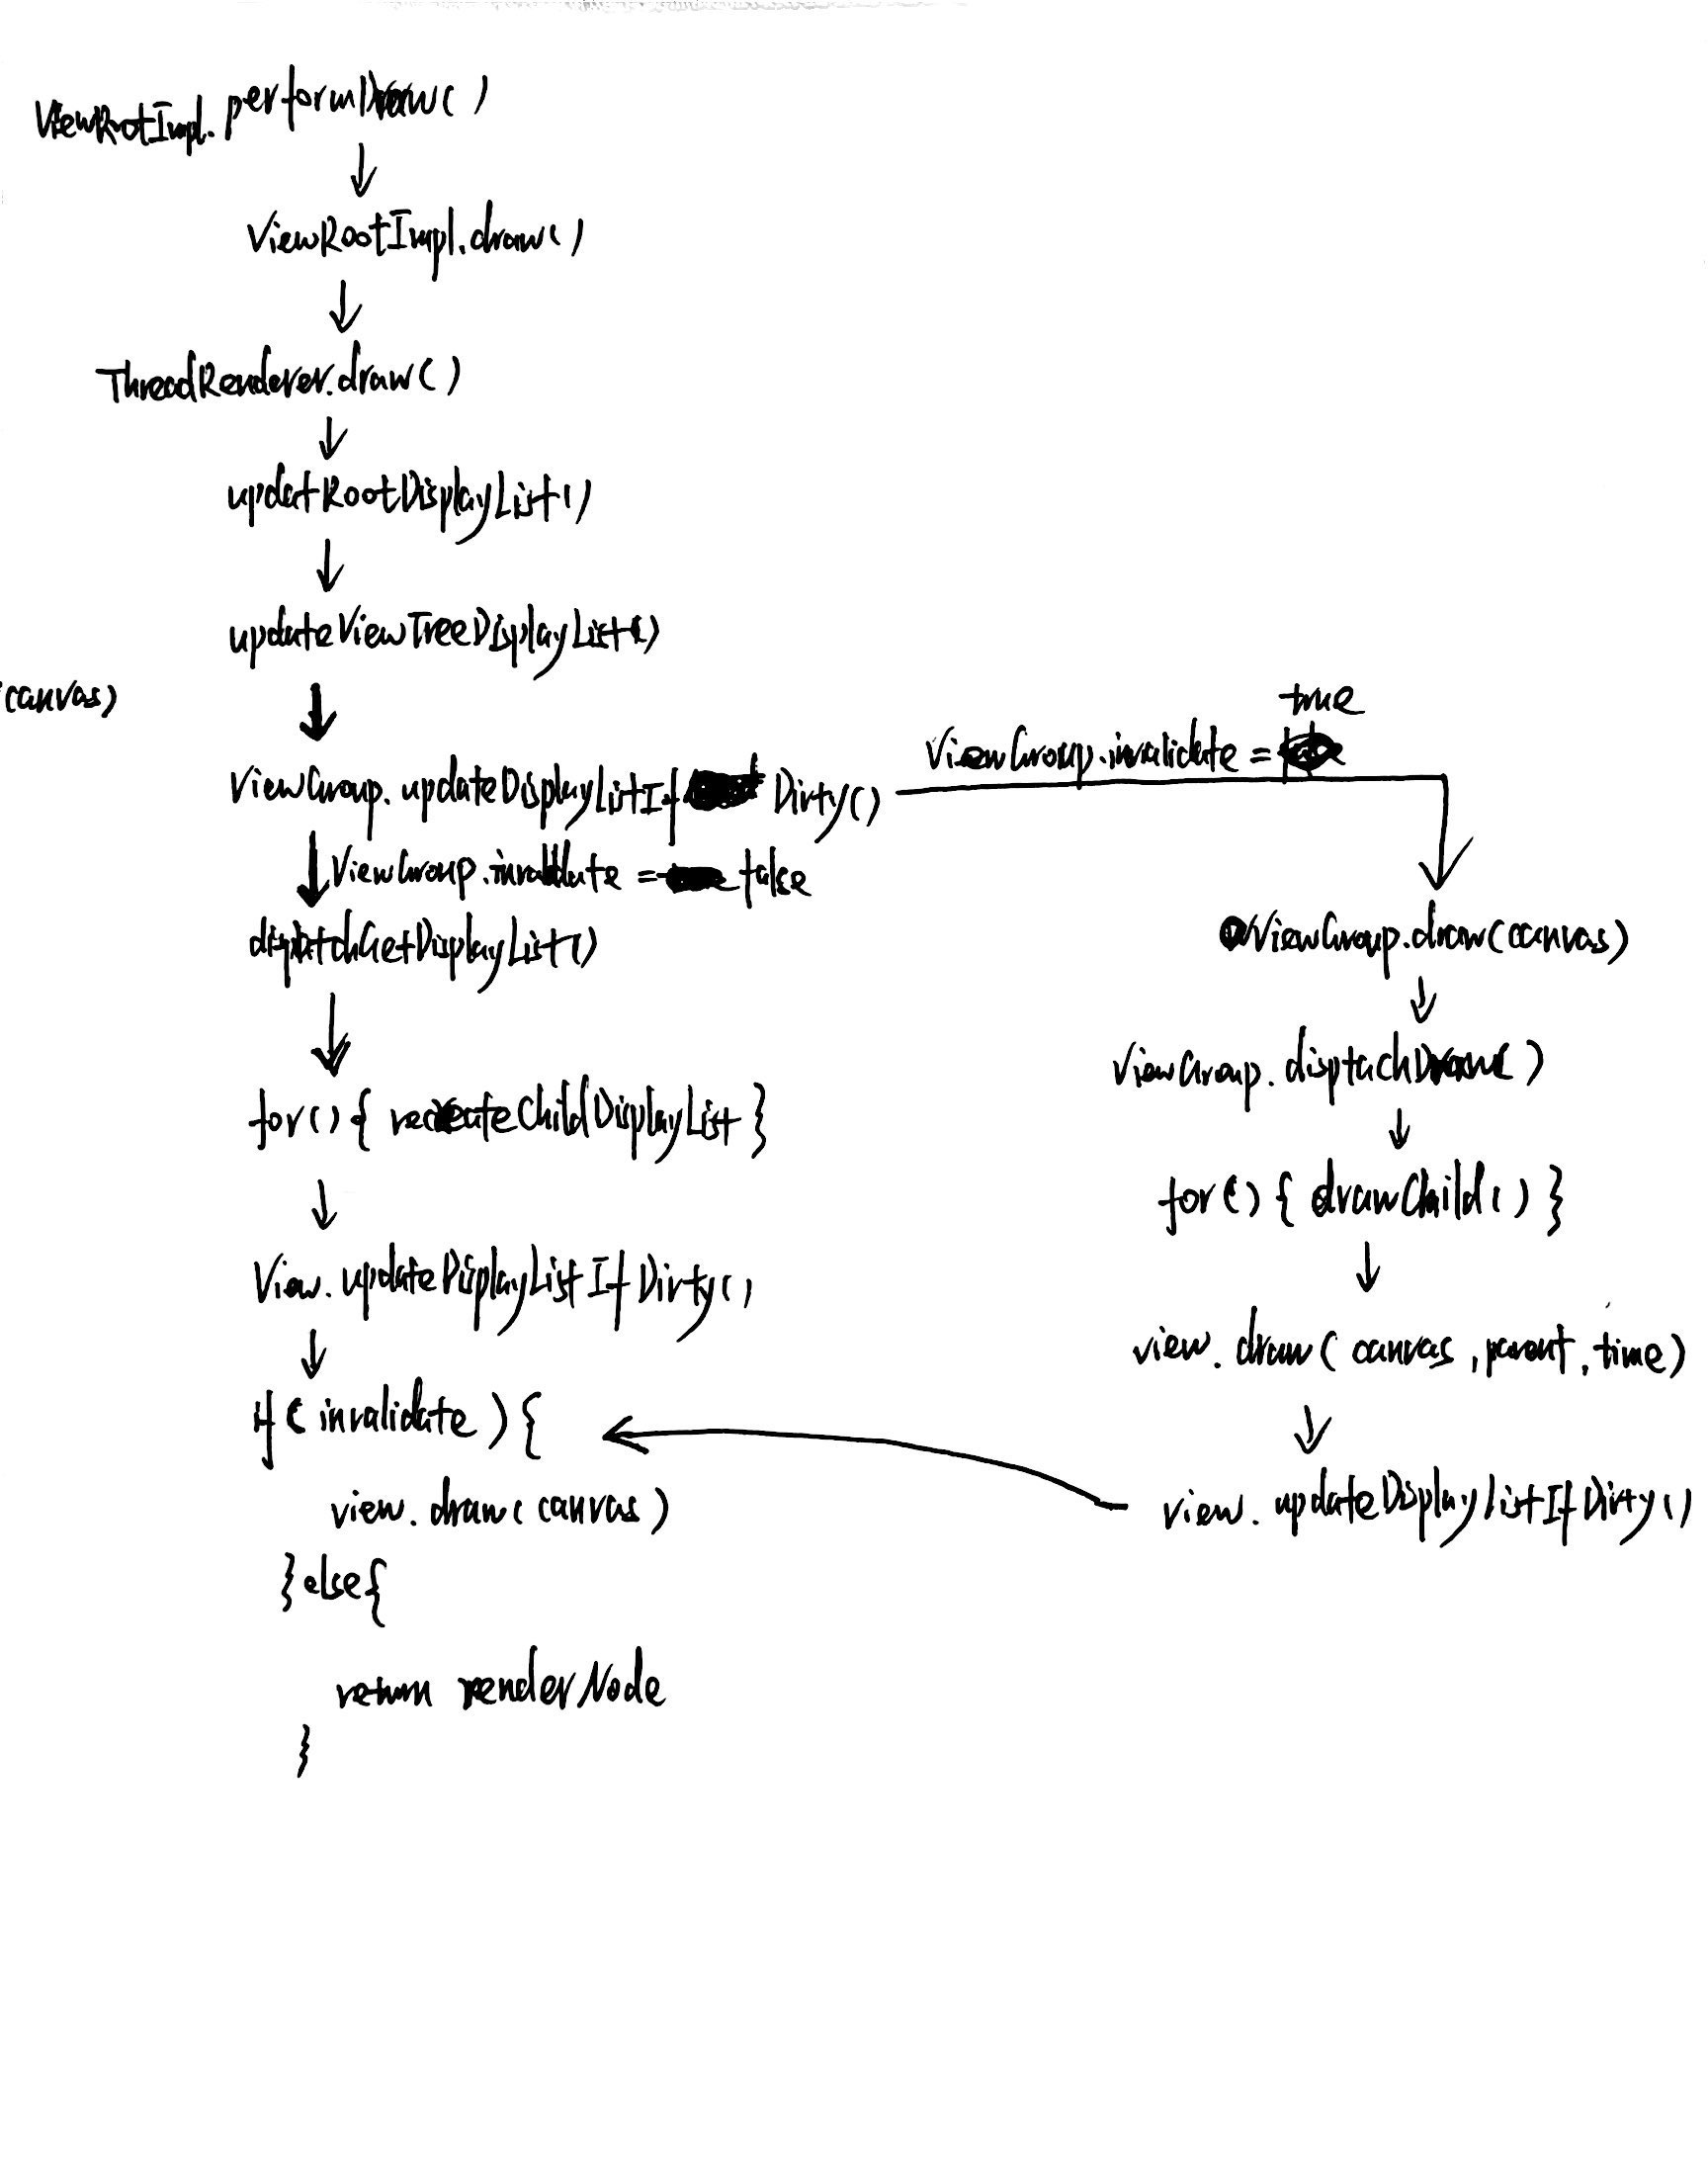 ViewRootImpl.performDraw()
ViewRootImpl.draw()
ThreadRenderer.draw()
updatRootDisplayList()
updateViewTreeDisplayList()
(canvas)
true
ViewGroup.invalidate =
ViewGroup.updateDisplayListIf Dirty()
ViewGroup.invalidate = false
dispatchGetDisplayList()
ViewGroup.draw(canvas)
ViewGroup.disptachDraw()
for(){ recreateChildDisplayList }
for(){ drawChild()}
View.updateDisplayListIfDirty()
view.draw(canvas,parent,time)
if(invalidate){
view.draw(canvas)
view.updateDisplayListIfDirty()
}else{
return renderNode
}